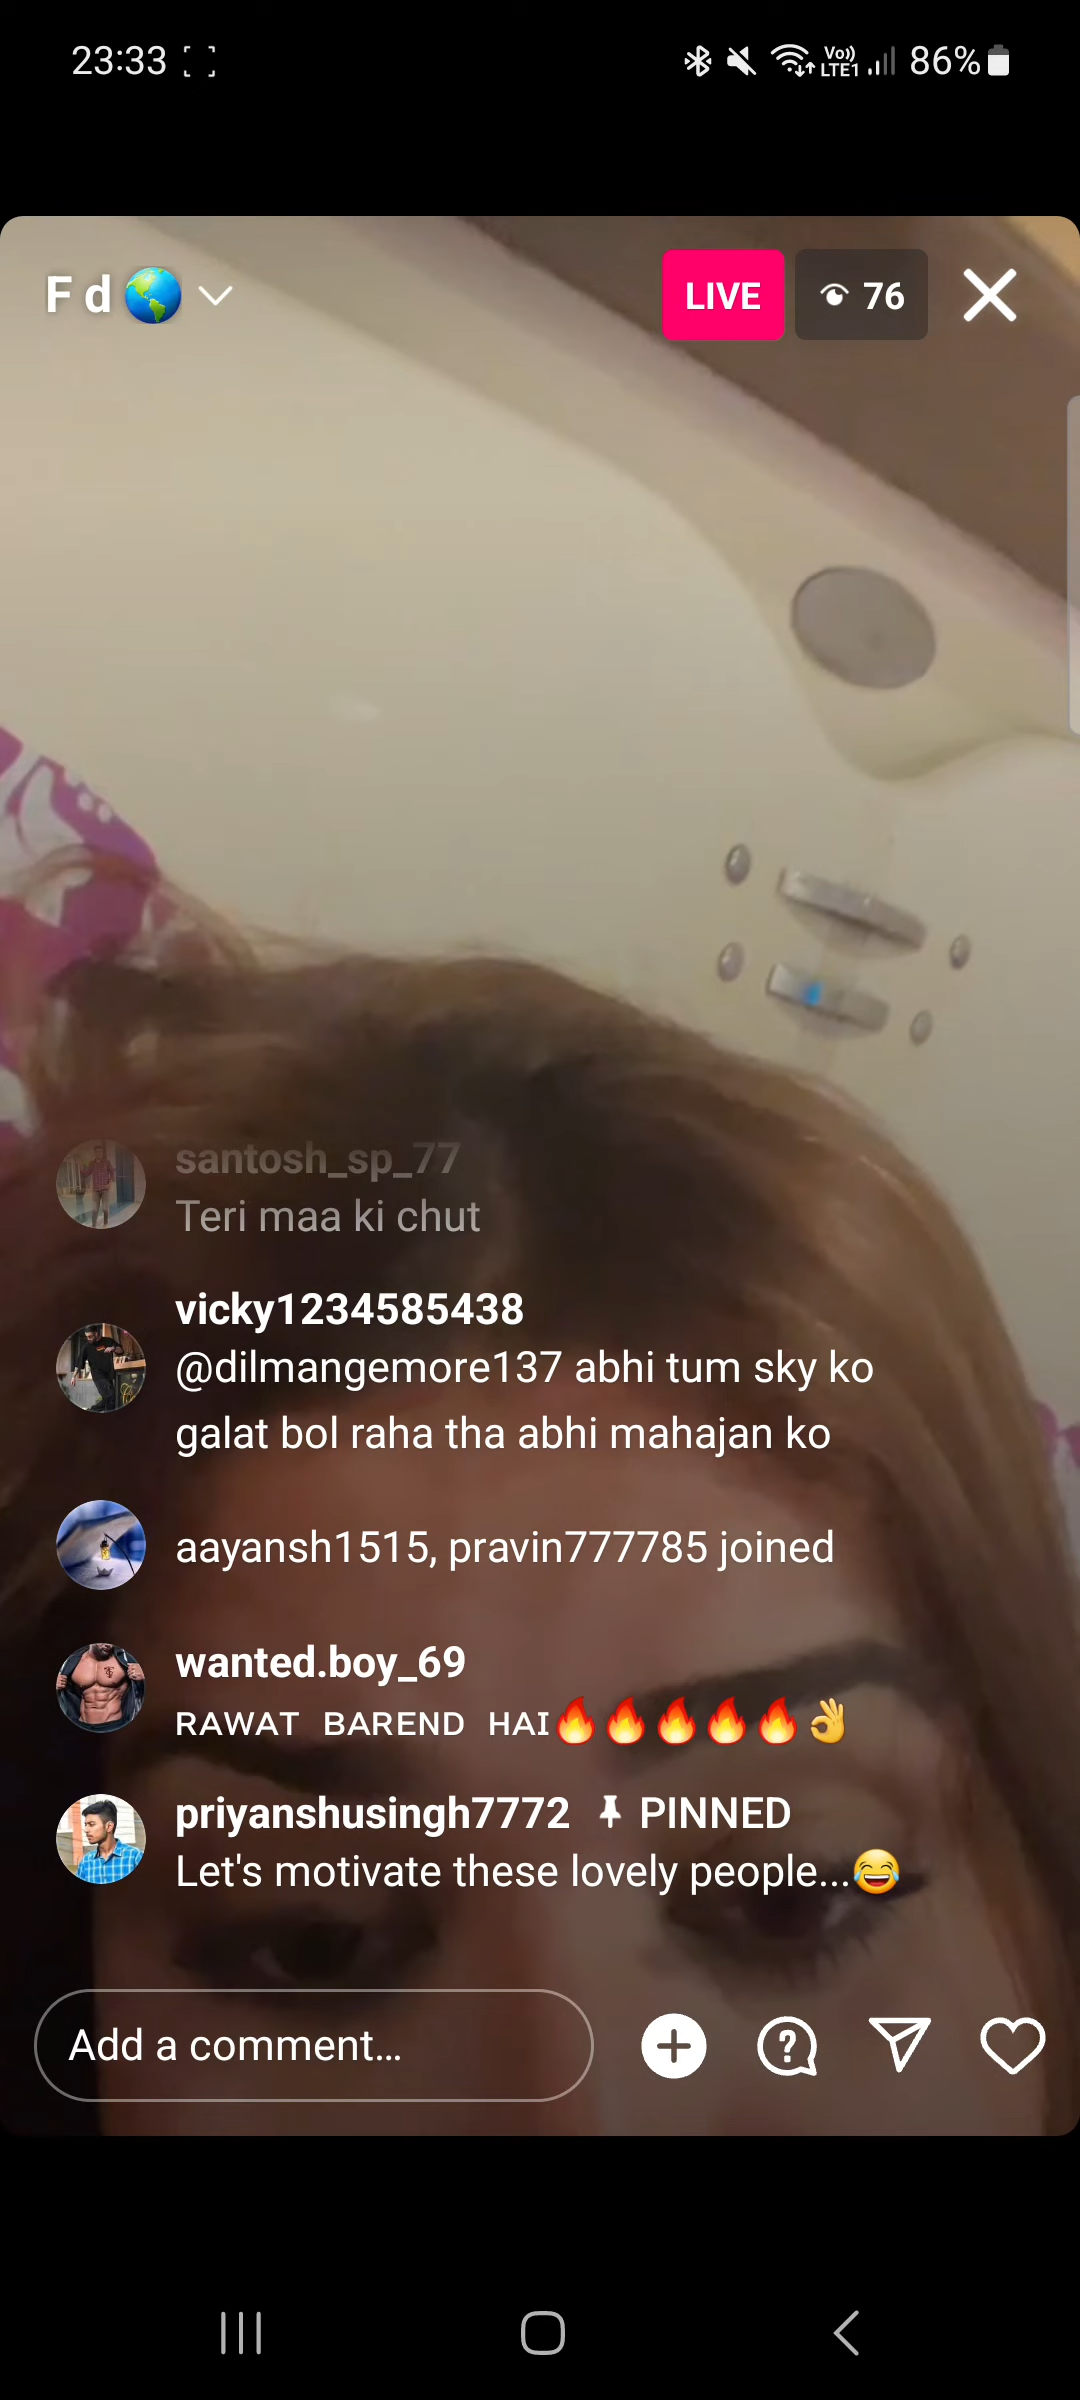 23:33
Vo)) LTE1 86%
F d🌎
LIVE
76
santosh_sp_77
Teri maa ki chut
vicky1234585438
@dilmangemore137 abhi tum sky ko
galat bol raha tha abhi mahajan ko
aayansh1515, pravin777785 joined
wanted.boy_69
RAWAT BAREND HAI🔥🔥🔥🔥🔥👌
priyanshusingh7772 📌 PINNED
Let's motivate these lovely people...😂
Add a comment...